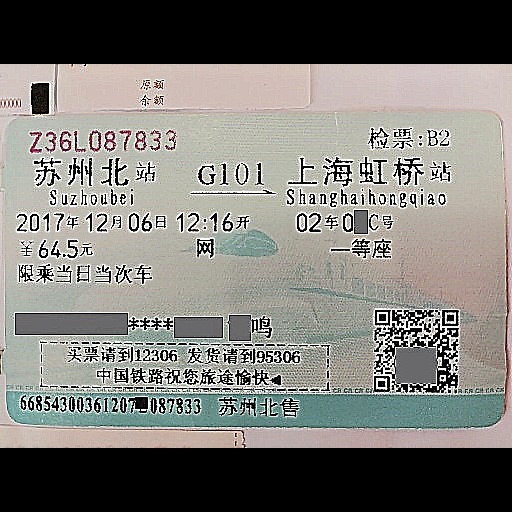 原额
余额
00000
Z36L087833 检票:B2
苏州北站 G101 上海虹桥站
Suzhoubei Shanghaihongqiao
2017年12月06日 12:16开 02车0 C号
￥64.5元 网 一等座
限乘当日当次车
**** 鸣
买票请到12306 发货请到95306
中国铁路祝您旅途愉快
66854300361207 087833 苏州北售